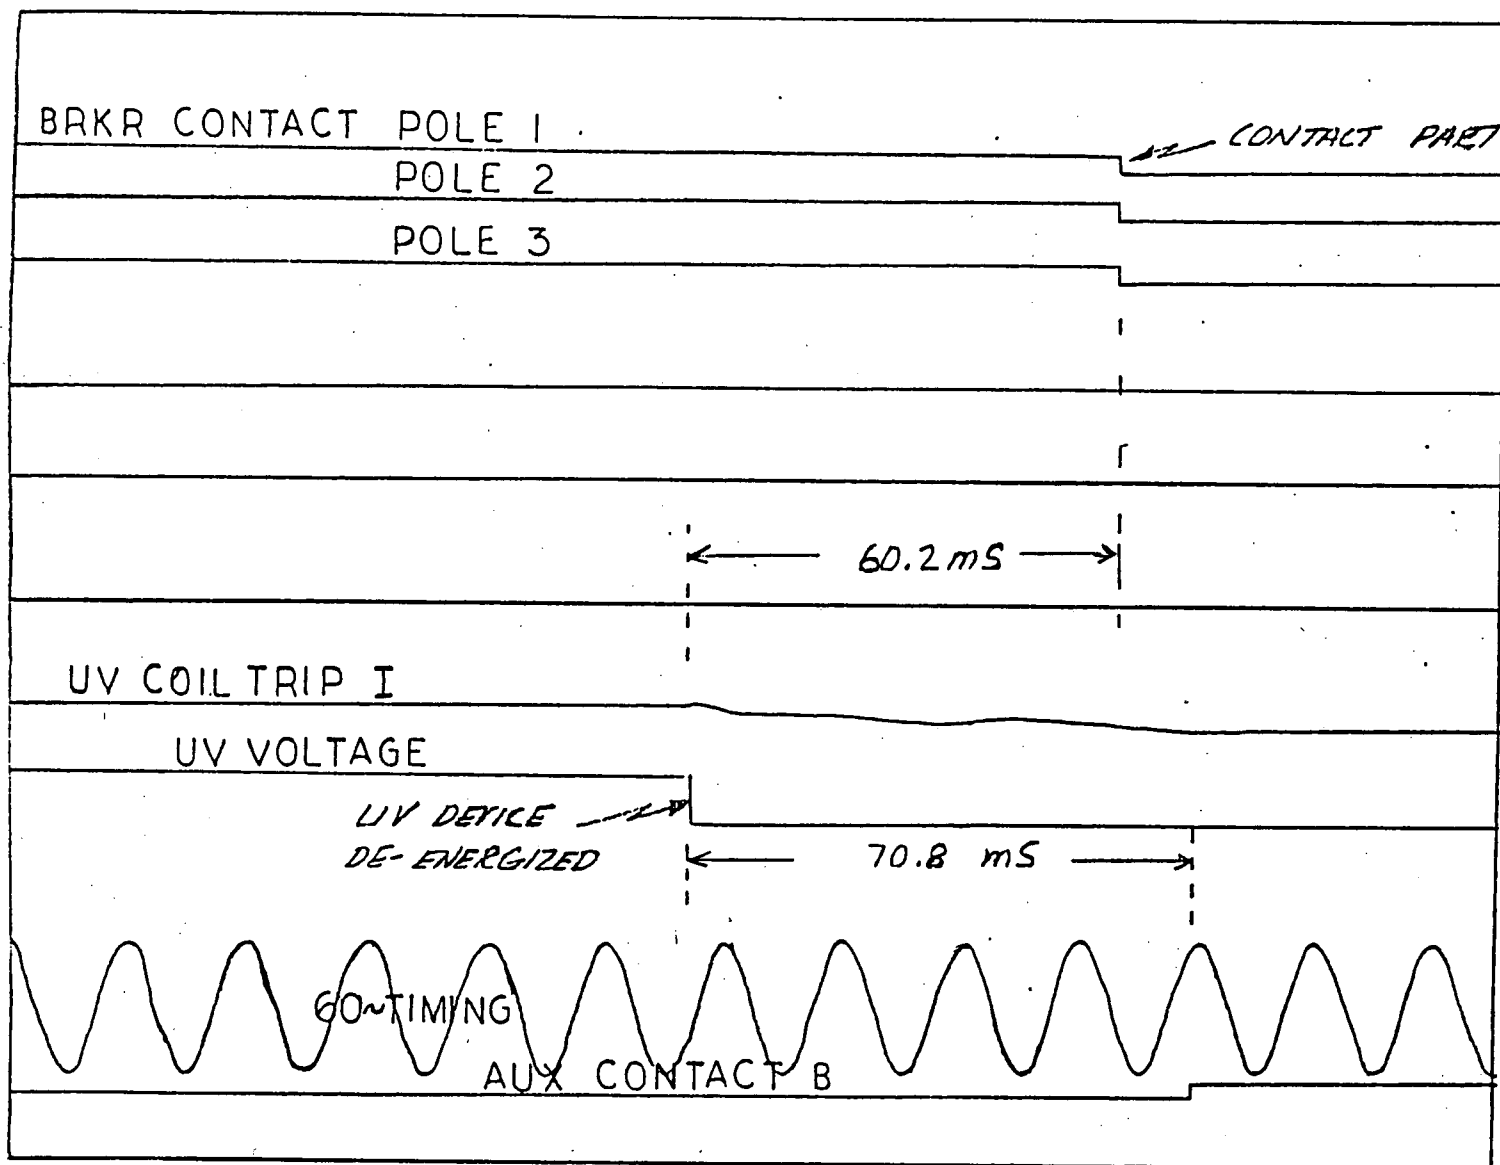 BRKR CONTACT POLE 1
CONTACT PART
POLE 2
POLE 3
60.2 mS
UV COIL TRIP I
UV VOLTAGE
UV DEVICE
DE-ENERGIZED
70.8 mS
60~TIMING
AUX CONTACT B